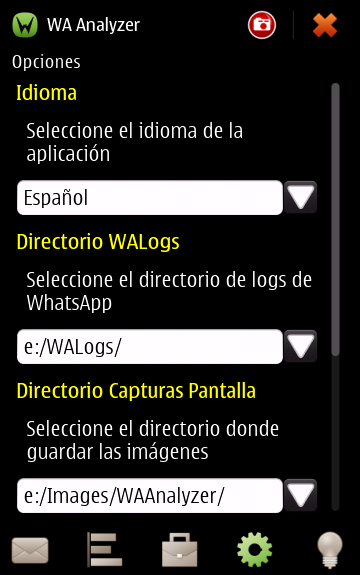 WA Analyzer
Opciones
Idioma
Seleccione el idioma de la
aplicación
Español
Directorio WALogs
Seleccione el directorio de logs de
WhatsApp
e:/WALogs/
Directorio Capturas Pantalla
Seleccione el directorio donde
guardar las imágenes
e:/Images/WAAnalyzer/